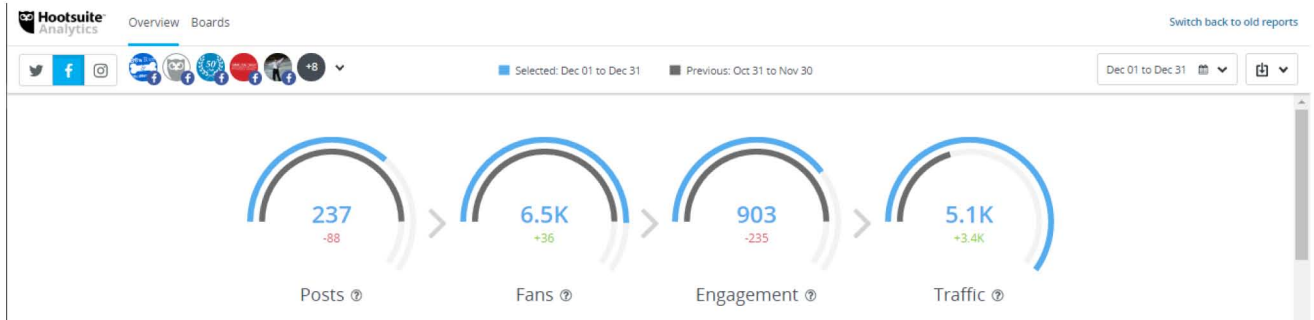 Hootsuite™
Analytics
Overview Boards
Switch back to old reports
f
+8
Selected: Dec 01 to Dec 31
Previous: Oct 31 to Nov 30
Dec 01 to Dec 31
237
-88
Posts ?
6.5K
+36
Fans ?
903
-235
Engagement ?
5.1K
+3.4K
Traffic ?